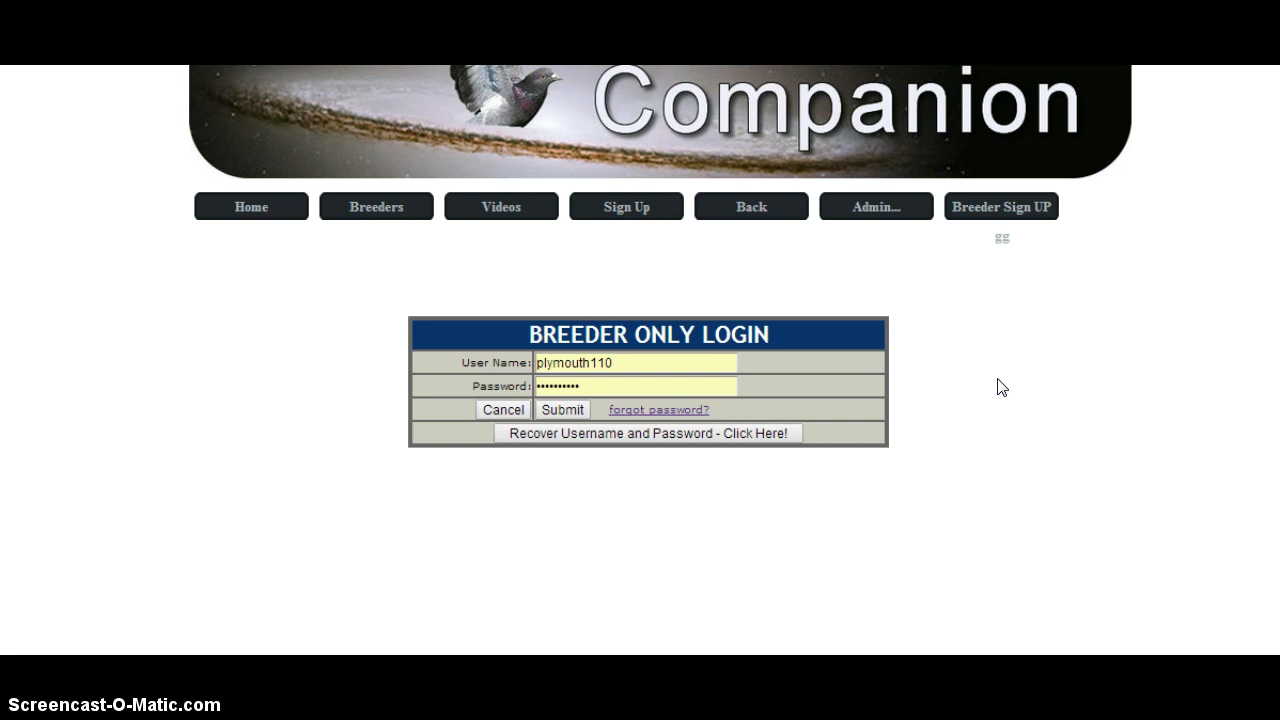 Companion
Home Breeders Videos Sign Up Back Admin... Breeder Sign UP
gg
BREEDER ONLY LOGIN
User Name: plymouth110
Password: ••••••••••
Cancel Submit forgot password?
Recover Username and Password - Click Here!
Screencast-O-Matic.com